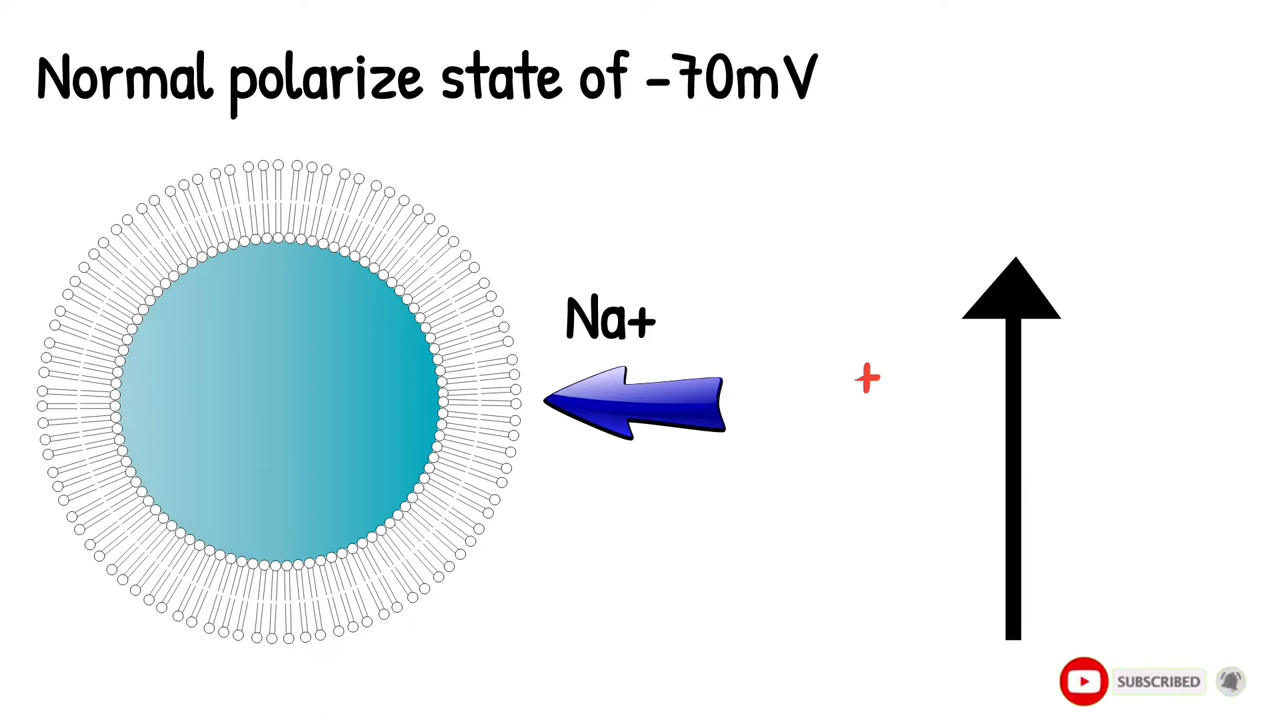 Normal polarize state of -70mV
Na+
+
SUBSCRIBED